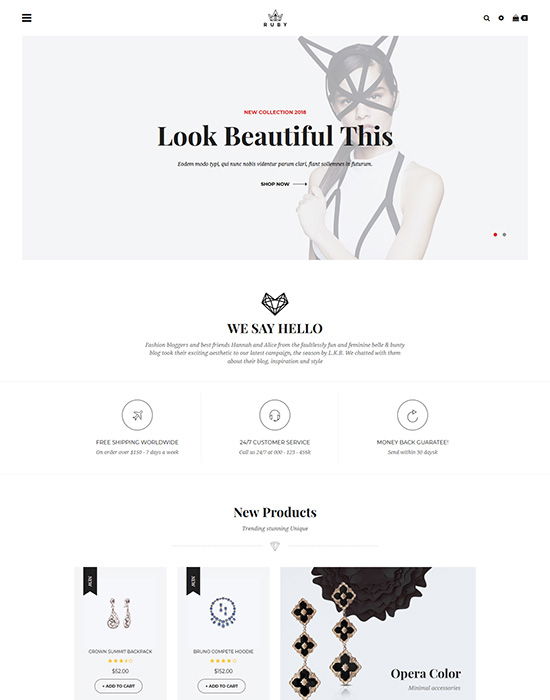 RUBY
0
NEW COLLECTION 2018
Look Beautiful This
Eodem modo typi, qui nunc nobis videntur parum clari, fiant sollemnes in futurum.
SHOP NOW
WE SAY HELLO
Fashion bloggers and best friends Hannah and Alice from the faultlessly fun and feminine belle & bunty
blog took their exciting aesthetic to our latest campaign, the season by L.K.B. We chatted with them
about their blog, inspiration and style
FREE SHIPPING WORLDWIDE
On order over $150 - 7 days a week
24/7 CUSTOMER SERVICE
Call us 24/7 at 000 - 123 - 456k
MONEY BACK GUARATEE!
Send within 30 daysk
New Products
Trending stunning Unique
NEW
NEW
CROWN SUMMIT BACKPACK
$52.00
+ ADD TO CART
BRUNO COMPETE HOODIE
$152.00
+ ADD TO CART
Opera Color
Minimal accessories